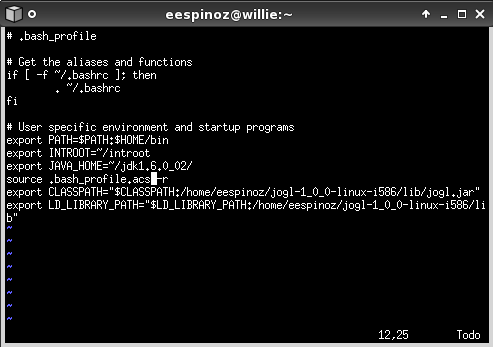 eespinoz@willie:~
# .bash_profile
# Get the aliases and functions
if [ -f ~/.bashrc ]; then
. ~/.bashrc
fi
# User specific environment and startup programs
export PATH=$PATH:$HOME/bin
export INTROOT=~/introot
export JAVA_HOME=~/jdk1.6.0_02/
source .bash_profile.acs-r
export CLASSPATH="$CLASSPATH:/home/eespinoz/jogl-1_0_0-linux-i586/lib/jogl.jar"
export LD_LIBRARY_PATH="$LD_LIBRARY_PATH:/home/eespinoz/jogl-1_0_0-linux-i586/li
b"
~
~
~
~
~
~
~
~
12,25 Todo